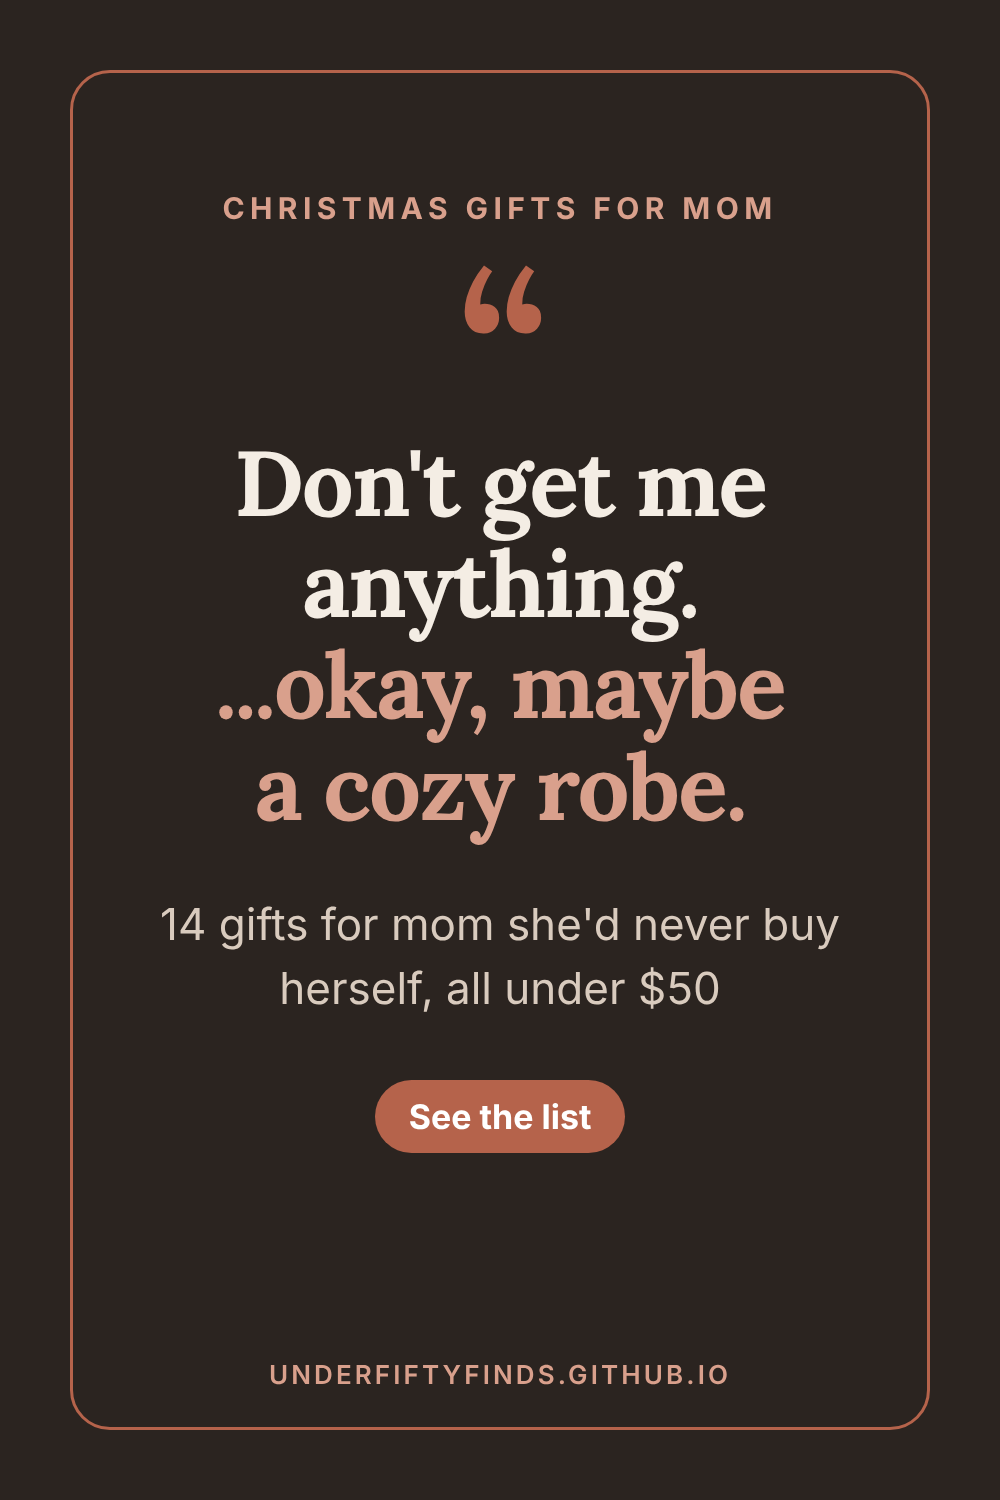 CHRISTMAS GIFTS FOR MOM
“
Don't get me
anything.
...okay, maybe
a cozy robe.
14 gifts for mom she'd never buy
herself, all under $50
See the list
UNDERFIFTYFINDS.GITHUB.IO